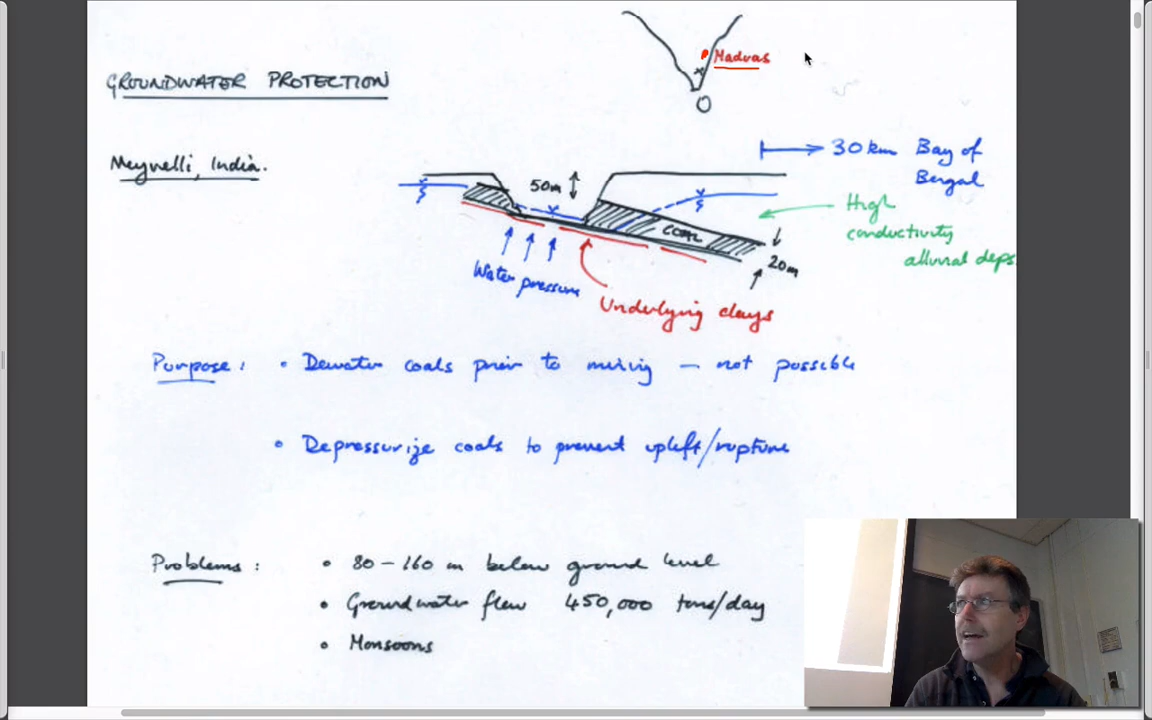 Madras
GROUNDWATER PROTECTION
30 km Bay of
Bengal
Meynelli, India.
50m
High
conductivity
alluvial deps
COAL
20m
Water pressure
Underlying clays
Purpose: • Dewater coals prior to mining – not possible
• Depressurize coals to prevent uplift/rupture
Problems: • 80 – 160 m below ground level
• Groundwater flow 450,000 tons/day
• Monsoons